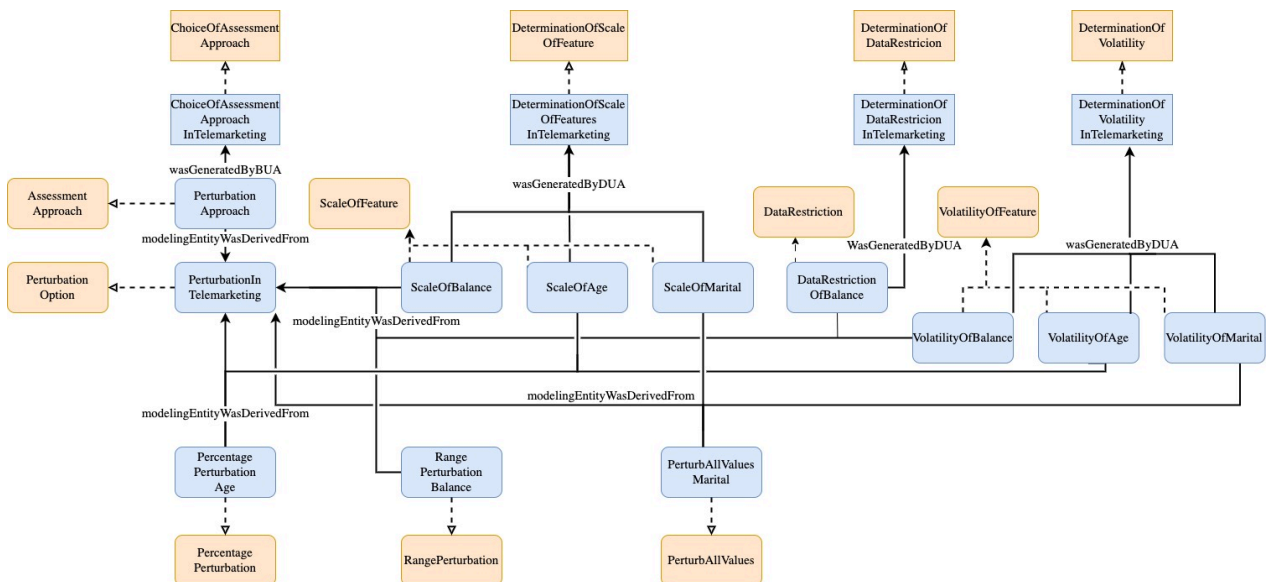 ChoiceOfAssessment
Approach
DeterminationOfScale
OfFeature
DeterminationOf
DataRestricion
DeterminationOf
Volatility
ChoiceOfAssessment
Approach
InTelemarketing
DeterminationOfScale
OfFeatures
InTelemarketing
DeterminationOf
DataRestricion
InTelemarketing
DeterminationOf
Volatility
InTelemarketing
wasGeneratedByBUA
wasGeneratedByDUA
Assessment
Approach
Perturbation
Approach
ScaleOfFeature
DataRestriction
VolatilityOfFeature
modelingEntityWasDerivedFrom
WasGeneratedByDUA
wasGeneratedByDUA
Perturbation
Option
PerturbationIn
Telemarketing
ScaleOfBalance
ScaleOfAge
ScaleOfMarital
DataRestriction
OfBalance
modelingEntityWasDerivedFrom
VolatilityOfBalance
VolatilityOfAge
VolatilityOfMarital
modelingEntityWasDerivedFrom
modelingEntityWasDerivedFrom
Percentage
Perturbation
Age
Range
Perturbation
Balance
PerturbAllValues
Marital
Percentage
Perturbation
RangePerturbation
PerturbAllValues